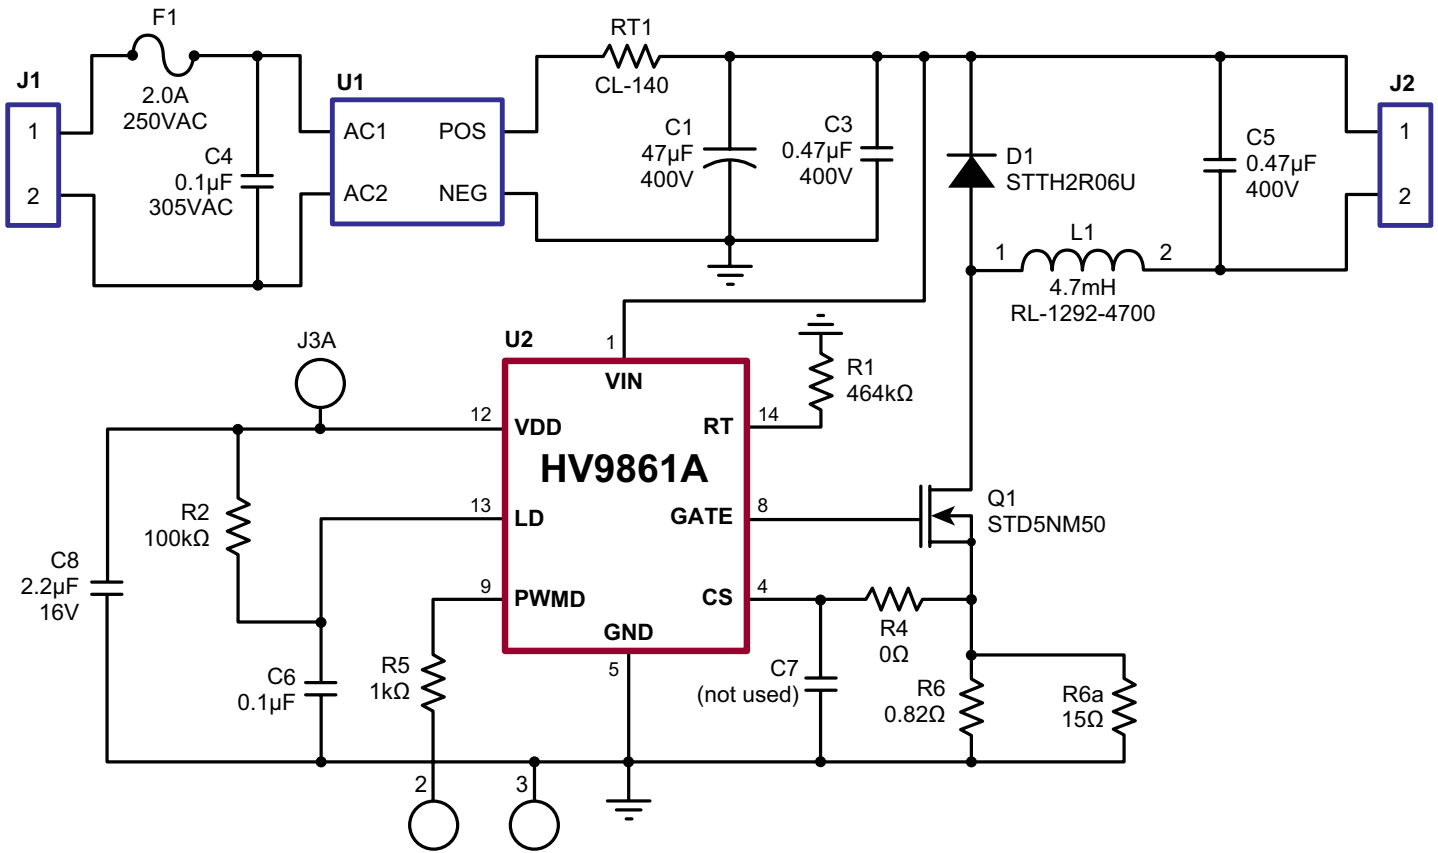 F1
2.0A
250VAC
J1
1
2
C4
0.1µF
305VAC
U1
AC1
POS
AC2
NEG
RT1
CL-140
C1
47µF
400V
C3
0.47µF
400V
D1
STTH2R06U
C5
0.47µF
400V
J2
1
2
1
L1
2
4.7mH
RL-1292-4700
J3A
U2
1
VIN
R1
464kΩ
12
VDD
RT
14
HV9861A
13
LD
GATE
8
Q1
STD5NM50
R2
100kΩ
C8
2.2µF
16V
9
PWMD
CS
4
R4
0Ω
GND
5
C6
0.1µF
R5
1kΩ
C7
(not used)
R6
0.82Ω
R6a
15Ω
2
3